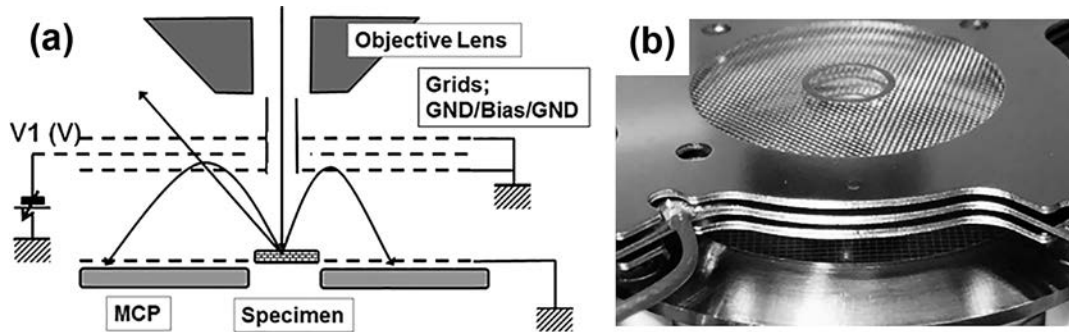 (a)
Objective Lens
Grids;
GND/Bias/GND
V1 (V)
MCP
Specimen
(b)